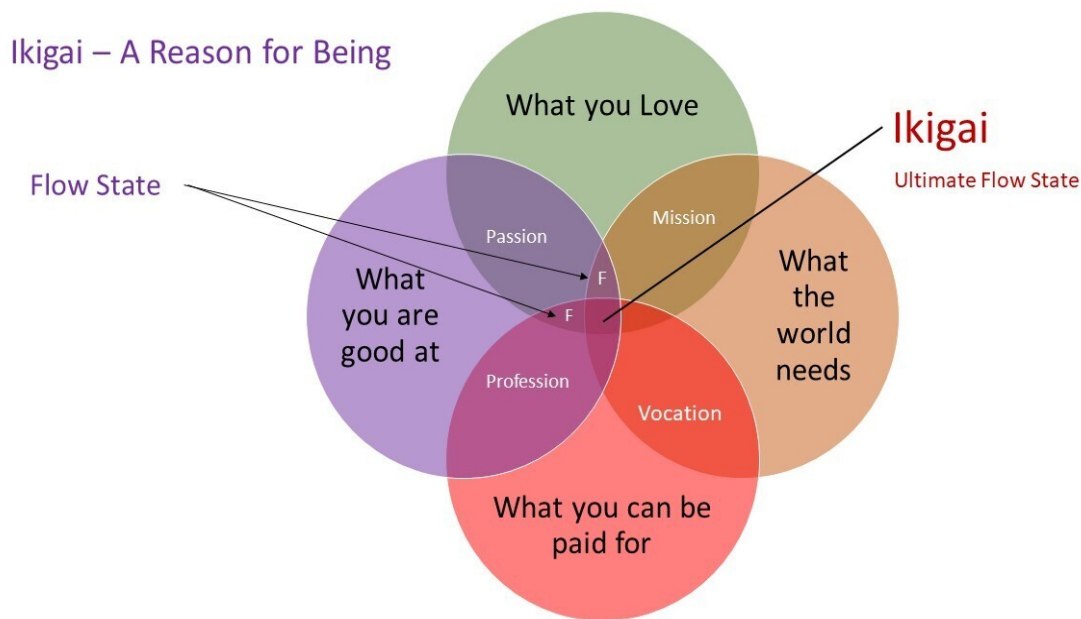 Ikigai – A Reason for Being
What you Love
Ikigai
Ultimate Flow State
Flow State
Passion
Mission
F
F
What
you are
good at
What
the
world
needs
Profession
Vocation
What you can be
paid for